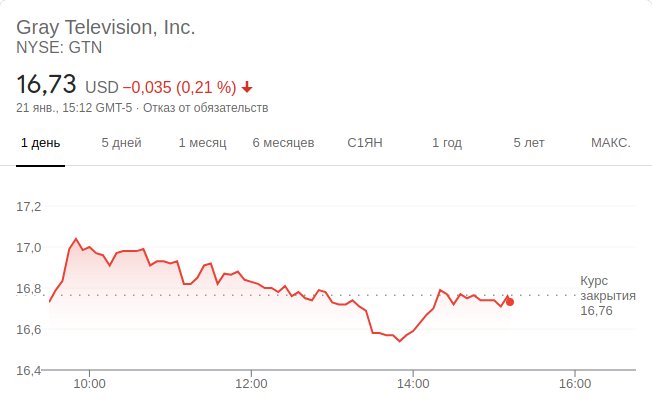 Gray Television, Inc.
NYSE: GTN
16,73 USD −0,035 (0,21 %)
21 янв., 15:12 GMT-5 · Отказ от обязательств
1 день 5 дней 1 месяц 6 месяцев С1ЯН 1 год 5 лет МАКС.
17,2
17,0
16,8
16,6
16,4
Курс
закрытия
16,76
10:00 12:00 14:00 16:00